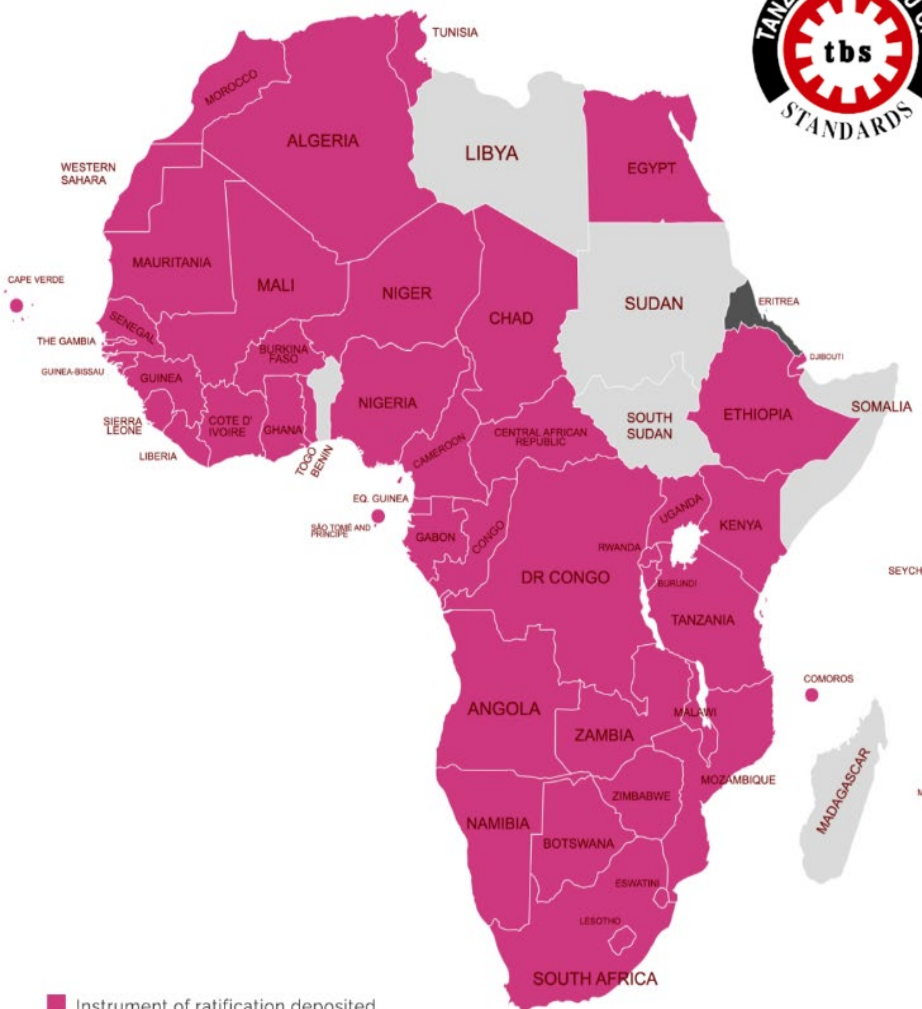 TUNISIA
MOROCCO
ALGERIA
LIBYA
EGYPT
tbs
STANDARDS
WESTERN
SAHARA
MAURITANIA
MALI
NIGER
CHAD
SUDAN
ERITREA
CAPE VERDE
SENEGAL
THE GAMBIA
GUINEA-BISSAU
GUINEA
BURKINA
FASO
NIGERIA
DJIBOUTI
ETHIOPIA
SOMALIA
SOUTH
SUDAN
SIERRA
LEONE
LIBERIA
COTE D'
IVOIRE
GHANA
TOGO
BENIN
CAMEROON
CENTRAL AFRICAN
REPUBLIC
EQ. GUINEA
SÃO TOMÉ AND
PRINCIPE
GABON
CONGO
DR CONGO
UGANDA
KENYA
RWANDA
BURUNDI
TANZANIA
SEYCH
COMOROS
ANGOLA
ZAMBIA
MALAWI
MOZAMBIQUE
MADAGASCAR
NAMIBIA
ZIMBABWE
BOTSWANA
ESWATINI
LESOTHO
SOUTH AFRICA
Instrument of ratification deposited